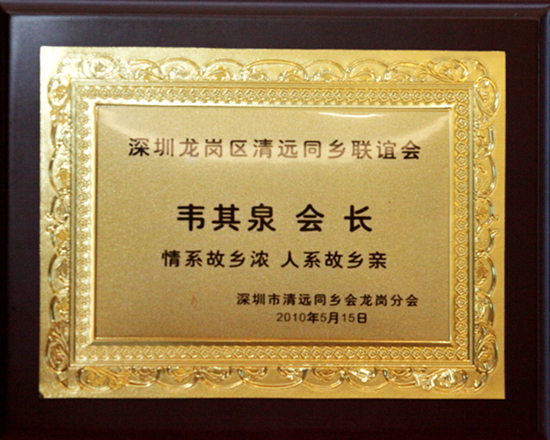 深圳龙岗区清远同乡联谊会
韦其泉 会 长
情系故乡浓 人系故乡亲
深圳市清远同乡会龙岗分会
2010年5月15日